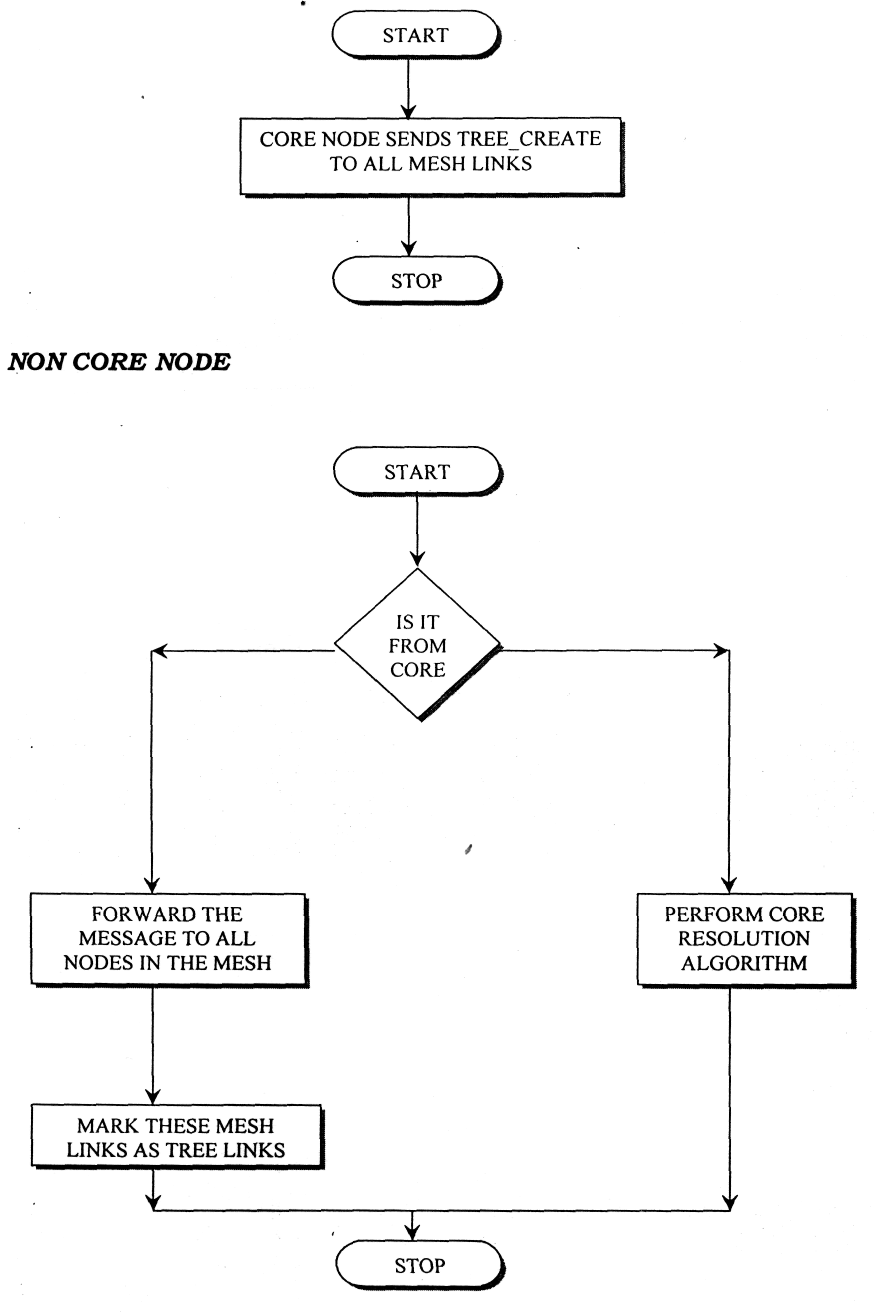 START
CORE NODE SENDS TREE_CREATE
TO ALL MESH LINKS
STOP
NON CORE NODE
START
IS IT
FROM
CORE
FORWARD THE
MESSAGE TO ALL
NODES IN THE MESH
PERFORM CORE
RESOLUTION
ALGORITHM
MARK THESE MESH
LINKS AS TREE LINKS
STOP